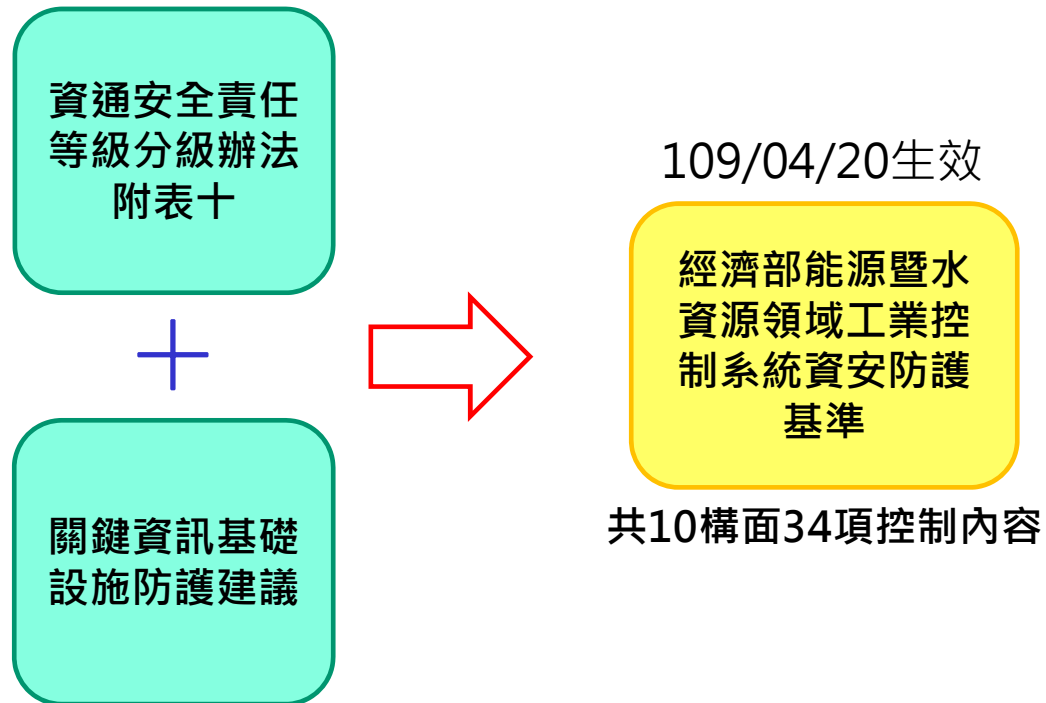 資通安全責任
等級分級辦法
附表十
關鍵資訊基礎
設施防護建議
109/04/20生效
經濟部能源暨水
資源領域工業控
制系統資安防護
基準
共10構面34項控制內容